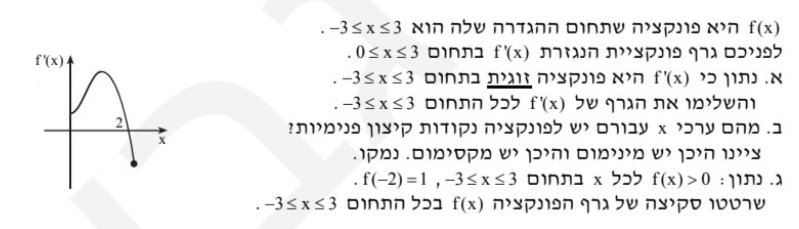 f(x) היא פונקציה שתחום ההגדרה שלה הוא -3 ≤ x ≤ 3 .
לפניכם גרף פונקציית הנגזרת f'(x) בתחום 0 ≤ x ≤ 3 .
א. נתון כי f'(x) היא פונקציה זוגית בתחום -3 ≤ x ≤ 3 .
והשלימו את הגרף של f'(x) לכל התחום -3 ≤ x ≤ 3 .
ב. מהם ערכי x עבורם יש לפונקציה נקודות קיצון פנימיות?
ציינו היכן יש מינימום והיכן יש מקסימום. נמקו.
ג. נתון: f(x) > 0 לכל x בתחום -3 ≤ x ≤ 3 , f(-2) = 1 .
שרטטו סקיצה של גרף הפונקציה f(x) בכל התחום -3 ≤ x ≤ 3 .
f'(x)
2
x